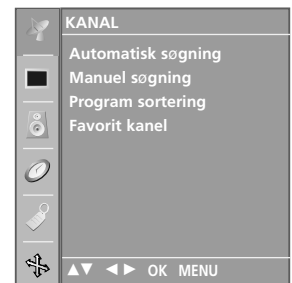 KANAL
Automatisk søgning
Manuel søgning
Program sortering
Favorit kanel
▲▼ ◄► OK MENU